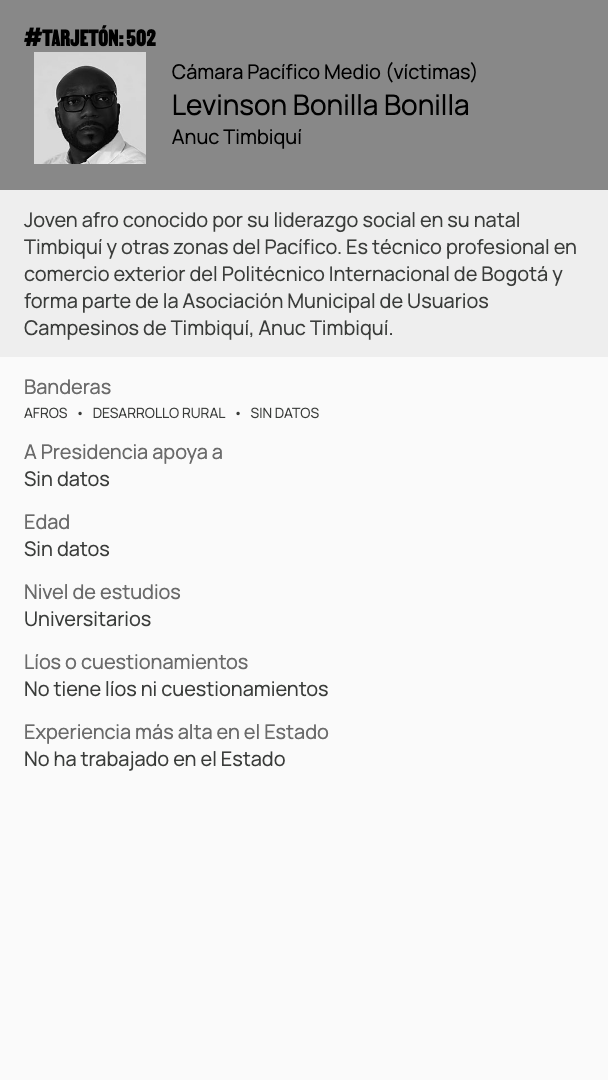 #TARJETÓN: 502
Cámara Pacífico Medio (víctimas)
Levinson Bonilla Bonilla
Anuc Timbiquí
Joven afro conocido por su liderazgo social en su natal
Timbiquí y otras zonas del Pacífico. Es técnico profesional en
comercio exterior del Politécnico Internacional de Bogotá y
forma parte de la Asociación Municipal de Usuarios
Campesinos de Timbiquí, Anuc Timbiquí.
Banderas
AFROS • DESARROLLO RURAL • SIN DATOS
A Presidencia apoya a
Sin datos
Edad
Sin datos
Nivel de estudios
Universitarios
Líos o cuestionamientos
No tiene líos ni cuestionamientos
Experiencia más alta en el Estado
No ha trabajado en el Estado